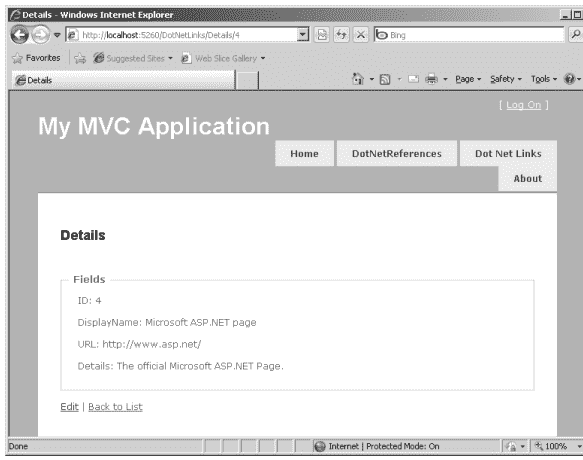 Details - Windows Internet Explorer
http://localhost:5260/DotNetLinks/Details/4
Bing
Favorites Suggested Sites Web Slice Gallery
Details Page Safety Tools
[ Log On ]
My MVC Application
Home DotNetReferences Dot Net Links
About
Details
Fields
ID: 4
DisplayName: Microsoft ASP.NET page
URL: http://www.asp.net/
Details: The official Microsoft ASP.NET Page.
Edit | Back to List
Done Internet | Protected Mode: On 100%